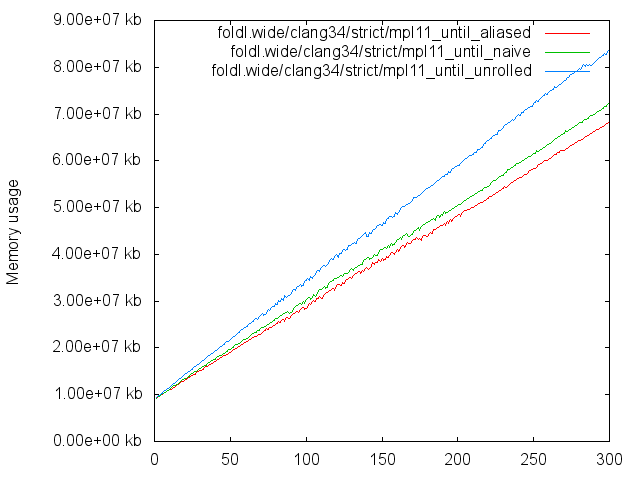 9.00e+07 kb
foldl.wide/clang34/strict/mpl11_until_aliased
foldl.wide/clang34/strict/mpl11_until_naive
8.00e+07 kb
foldl.wide/clang34/strict/mpl11_until_unrolled
7.00e+07 kb
6.00e+07 kb
5.00e+07 kb
Memory usage
4.00e+07 kb
3.00e+07 kb
2.00e+07 kb
1.00e+07 kb
0.00e+00 kb
0 50 100 150 200 250 300